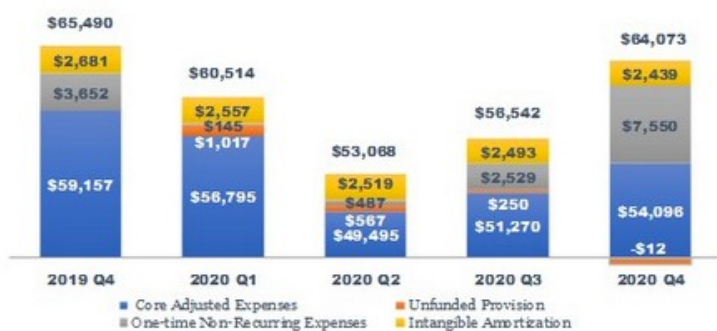 $65,490
$2,681
$3,652
$59,157
2019 Q4
$60,514
$2,557
$145
$1,017
$56,795
2020 Q1
$53,068
$2,519
$487
$567
$49,495
2020 Q2
$56,542
$2,493
$2,529
$250
$51,270
2020 Q3
$64,073
$2,439
$7,550
$54,096
-$12
2020 Q4
Core Adjusted Expenses
Unfunded Provision
One-time Non-Recurring Expenses
Intangible Amortization